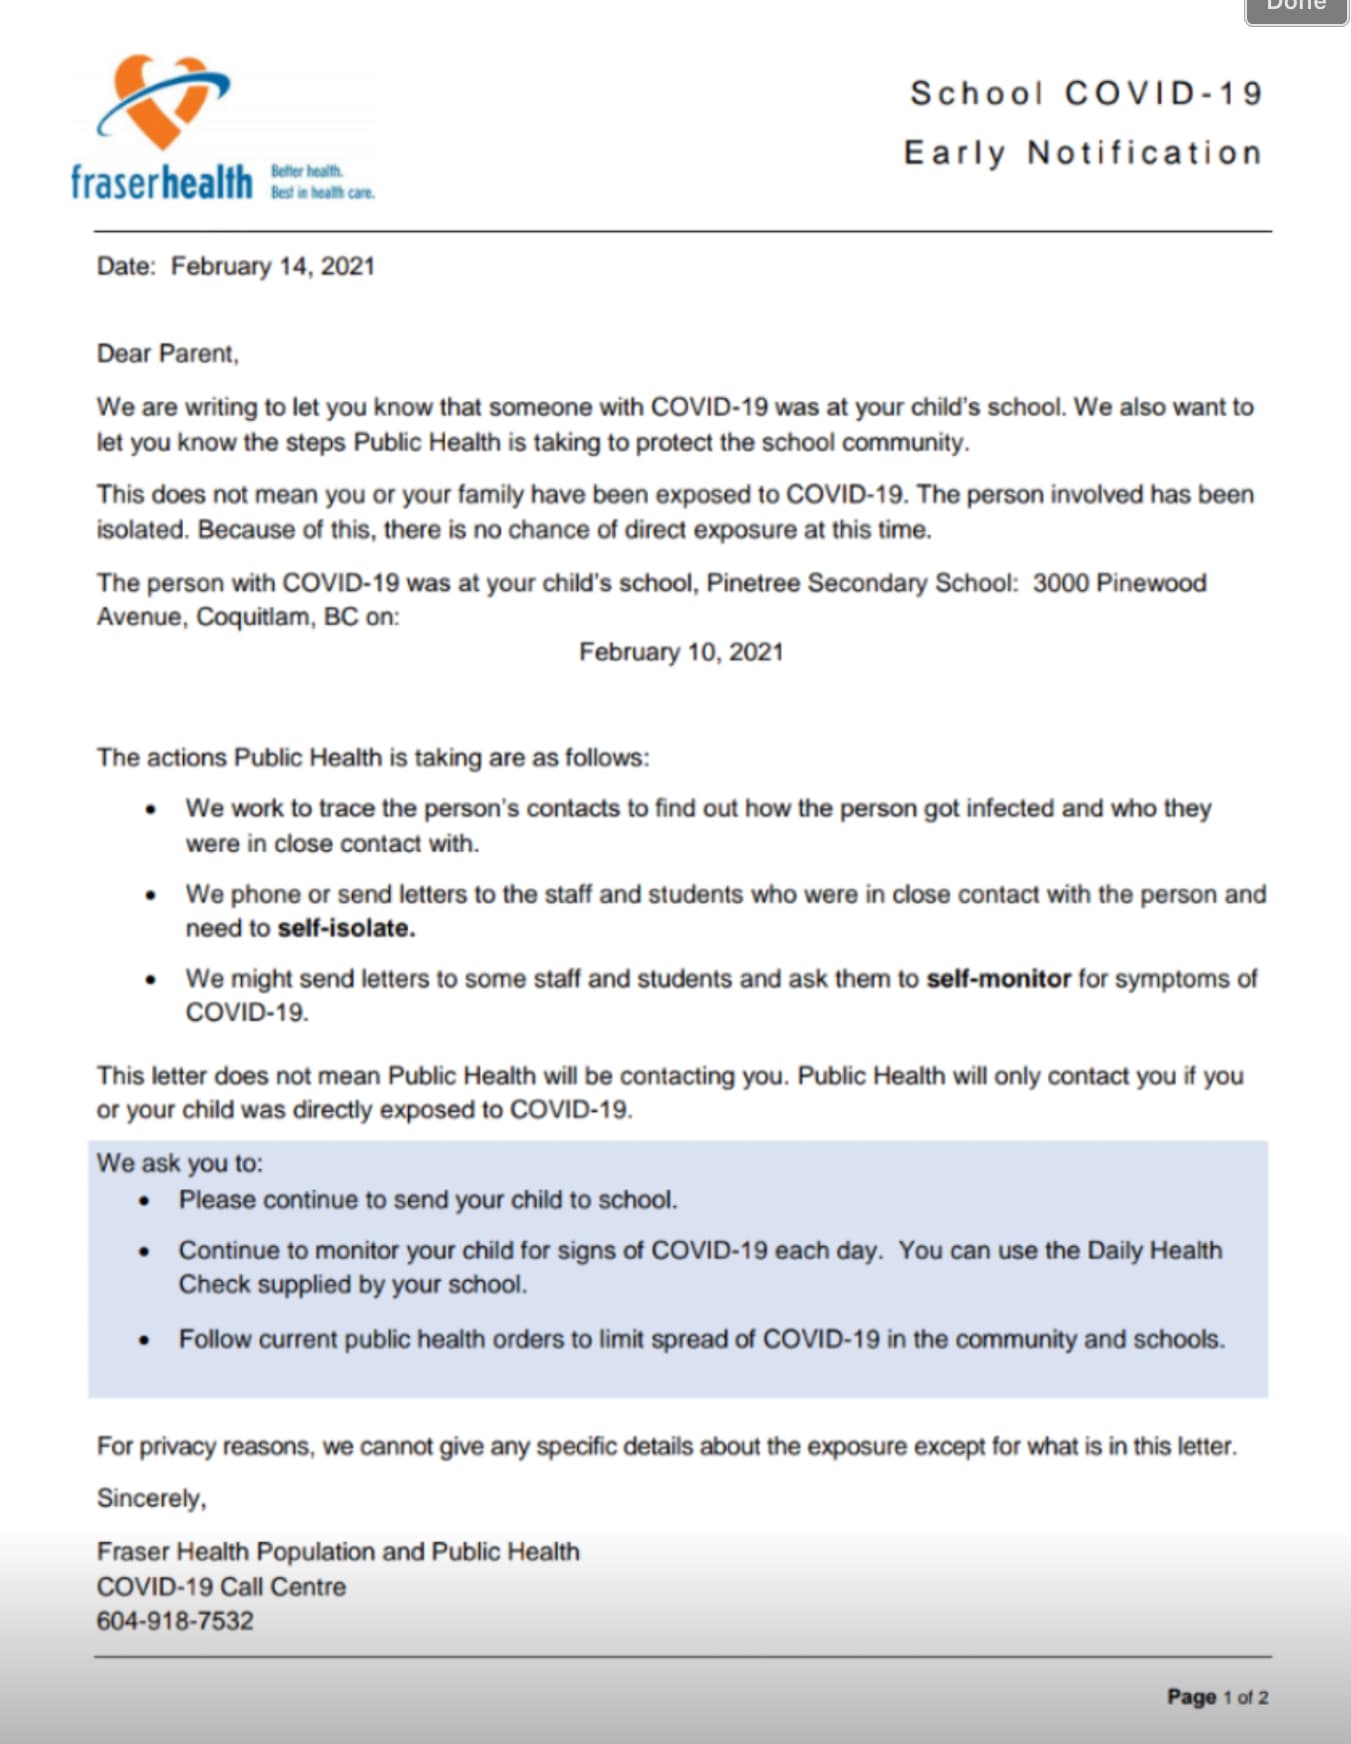 Done
fraserhealth
Better health.
Best in health care.
School COVID-19
Early Notification
Date: February 14, 2021
Dear Parent,
We are writing to let you know that someone with COVID-19 was at your child's school. We also want to
let you know the steps Public Health is taking to protect the school community.
This does not mean you or your family have been exposed to COVID-19. The person involved has been
isolated. Because of this, there is no chance of direct exposure at this time.
The person with COVID-19 was at your child's school, Pinetree Secondary School: 3000 Pinewood
Avenue, Coquitlam, BC on:
February 10, 2021
The actions Public Health is taking are as follows:
• We work to trace the person's contacts to find out how the person got infected and who they
were in close contact with.
• We phone or send letters to the staff and students who were in close contact with the person and
need to self-isolate.
• We might send letters to some staff and students and ask them to self-monitor for symptoms of
COVID-19.
This letter does not mean Public Health will be contacting you. Public Health will only contact you if you
or your child was directly exposed to COVID-19.
We ask you to:
• Please continue to send your child to school.
• Continue to monitor your child for signs of COVID-19 each day. You can use the Daily Health
Check supplied by your school.
• Follow current public health orders to limit spread of COVID-19 in the community and schools.
For privacy reasons, we cannot give any specific details about the exposure except for what is in this letter.
Sincerely,
Fraser Health Population and Public Health
COVID-19 Call Centre
604-918-7532
Page 1 of 2